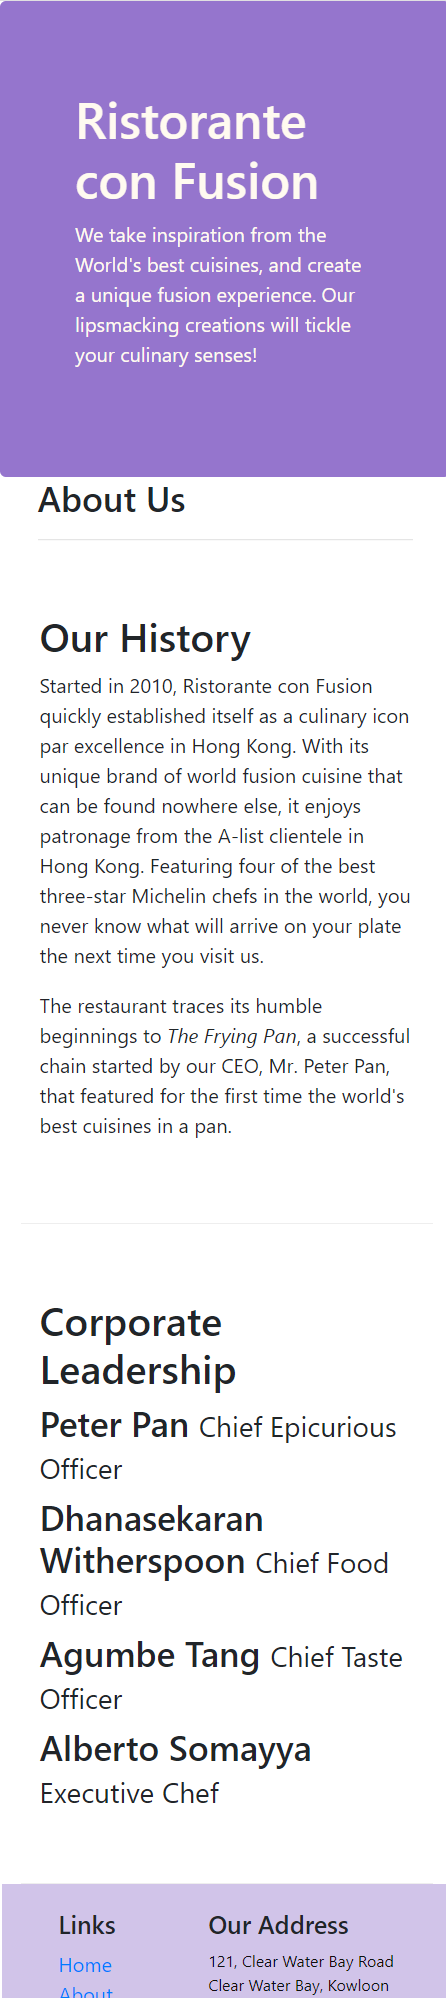 Ristorante
con Fusion
We take inspiration from the
World's best cuisines, and create
a unique fusion experience. Our
lipsmacking creations will tickle
your culinary senses!
About Us
Our History
Started in 2010, Ristorante con Fusion
quickly established itself as a culinary icon
par excellence in Hong Kong. With its
unique brand of world fusion cuisine that
can be found nowhere else, it enjoys
patronage from the A-list clientele in
Hong Kong. Featuring four of the best
three-star Michelin chefs in the world, you
never know what will arrive on your plate
the next time you visit us.
The restaurant traces its humble
beginnings to The Frying Pan, a successful
chain started by our CEO, Mr. Peter Pan,
that featured for the first time the world's
best cuisines in a pan.
Corporate
Leadership
Peter Pan Chief Epicurious
Officer
Dhanasekaran
Witherspoon Chief Food
Officer
Agumbe Tang Chief Taste
Officer
Alberto Somayya
Executive Chef
Links
Home
About
Our Address
121, Clear Water Bay Road
Clear Water Bay, Kowloon